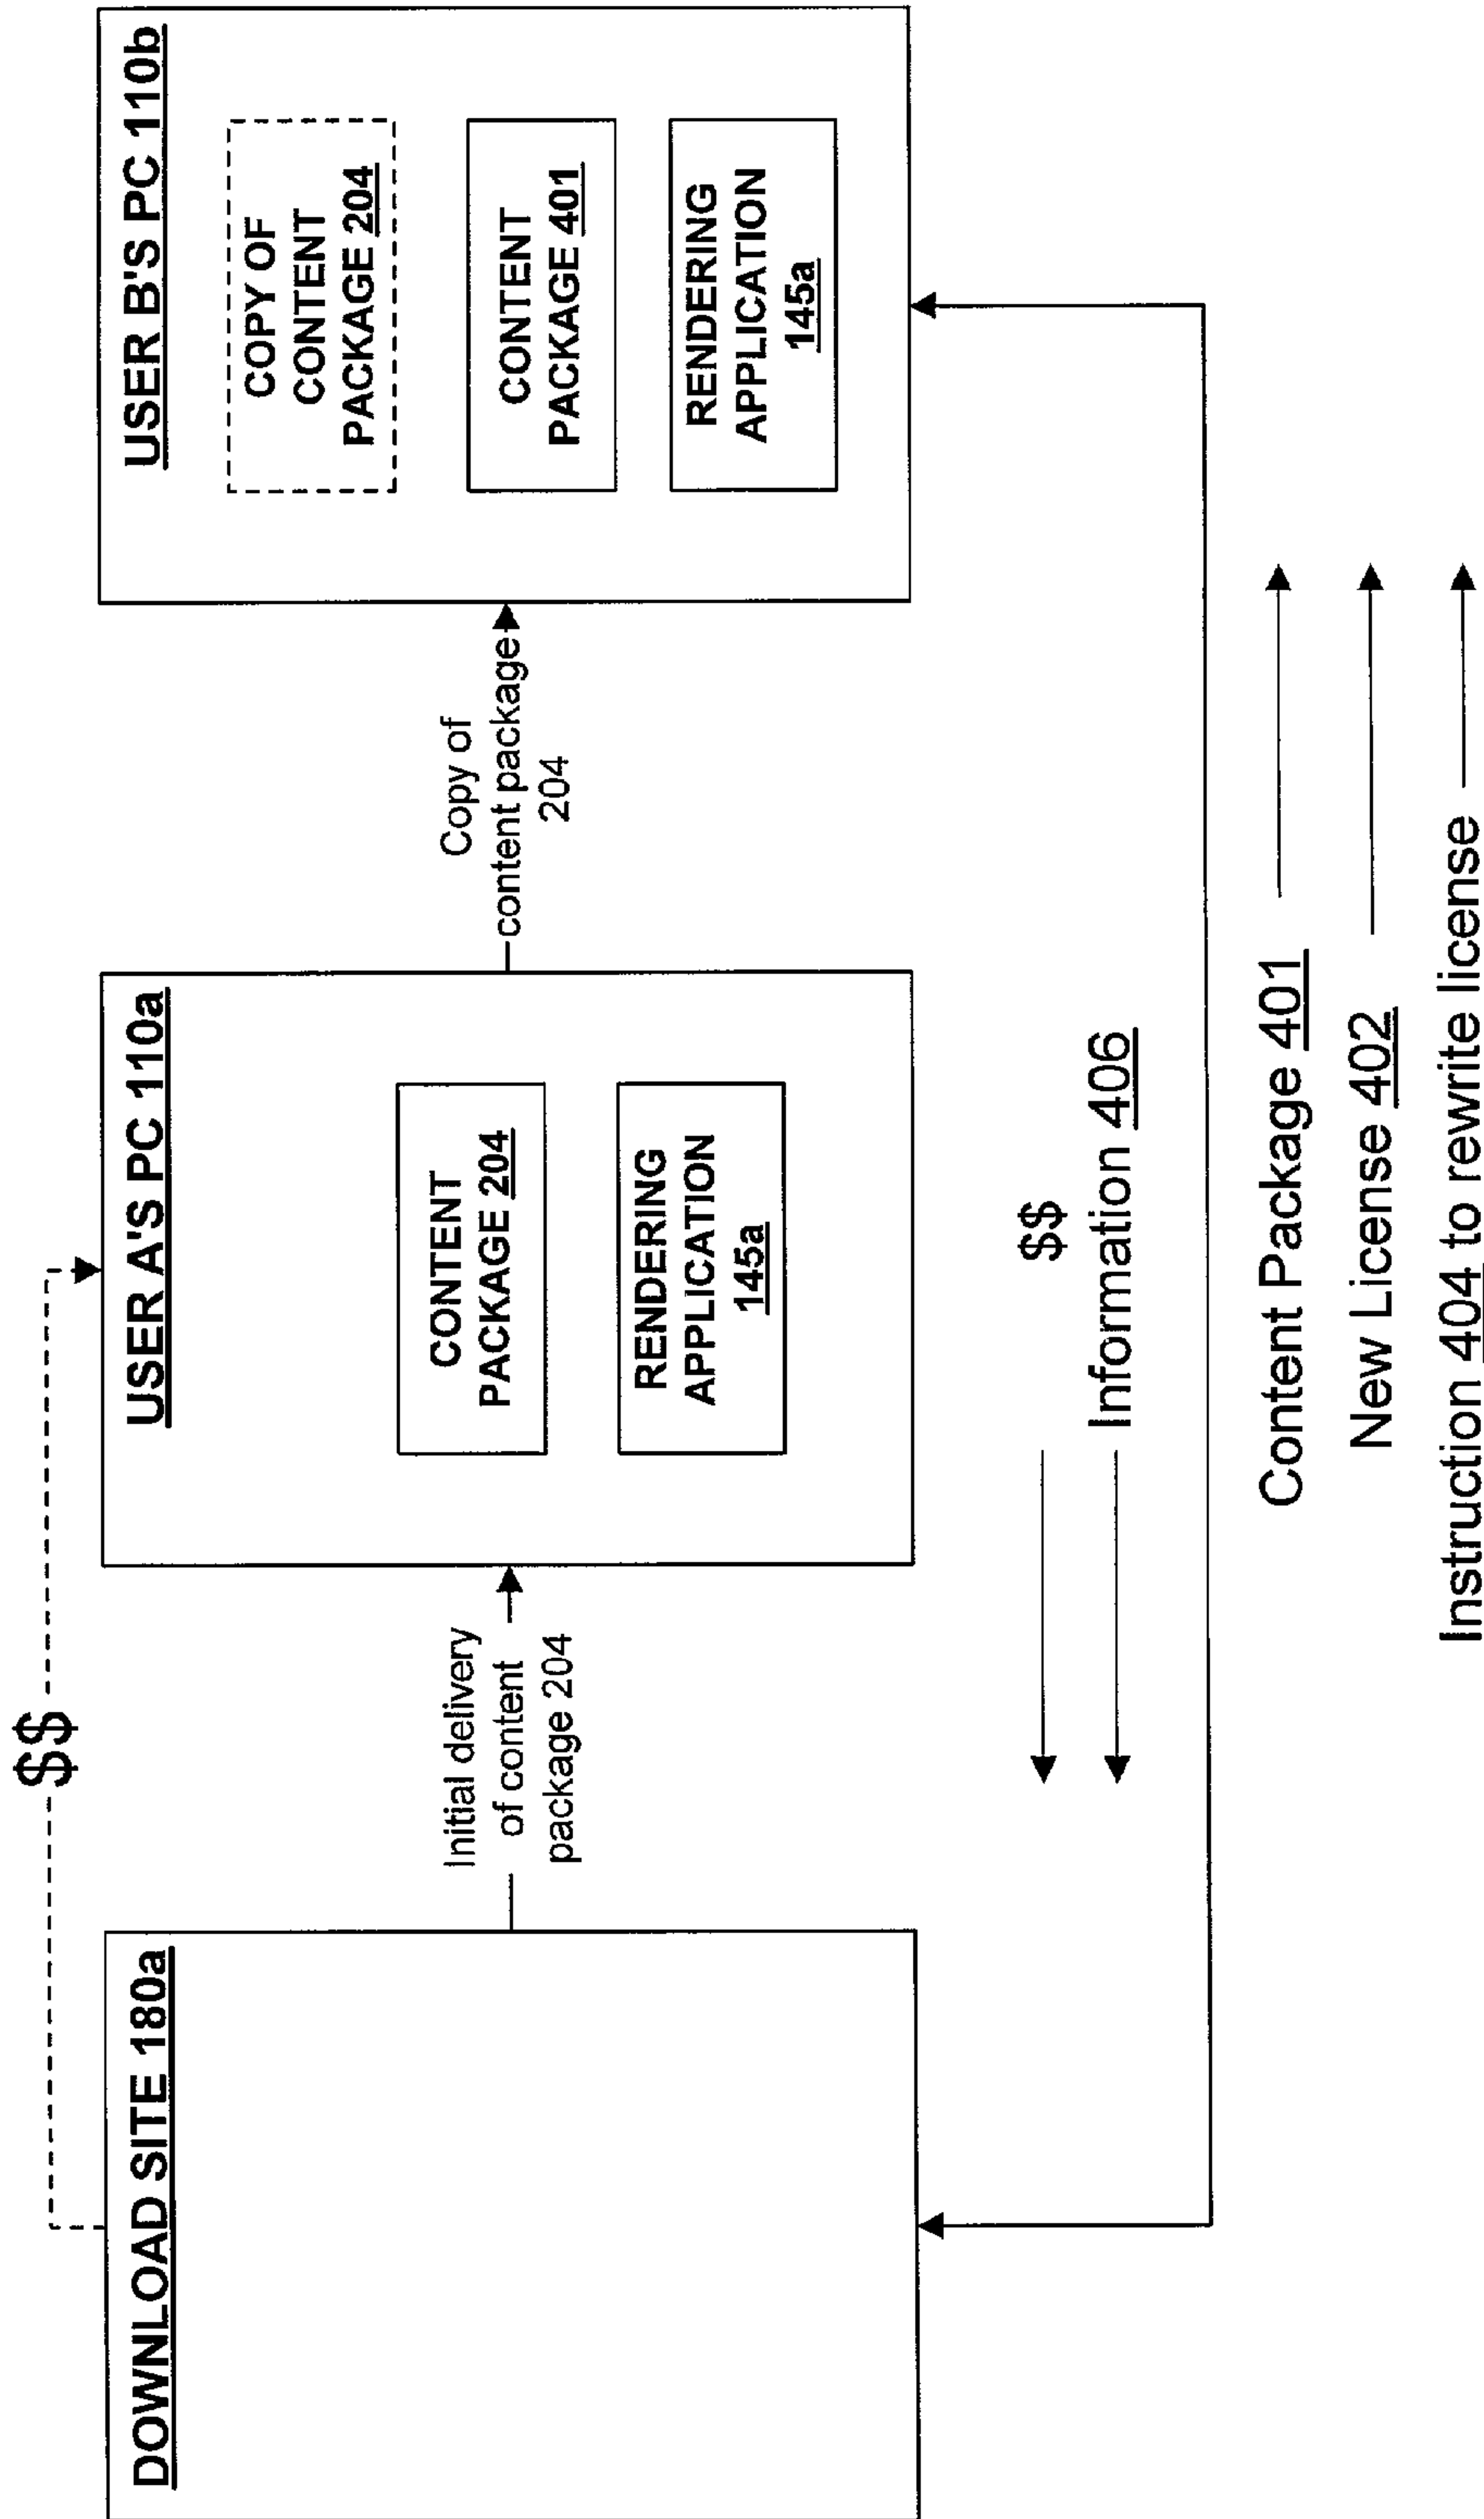 $$
DOWNLOAD SITE 180a
Initial delivery
of content
package 204
USER A'S PC 110a
CONTENT
PACKAGE 204
RENDERING
APPLICATION
145a
Copy of
content package
204
USER B'S PC 110b
COPY OF
CONTENT
PACKAGE 204
CONTENT
PACKAGE 401
RENDERING
APPLICATION
145a
$$
Information 406
Content Package 401
New License 402
Instruction 404 to rewrite license